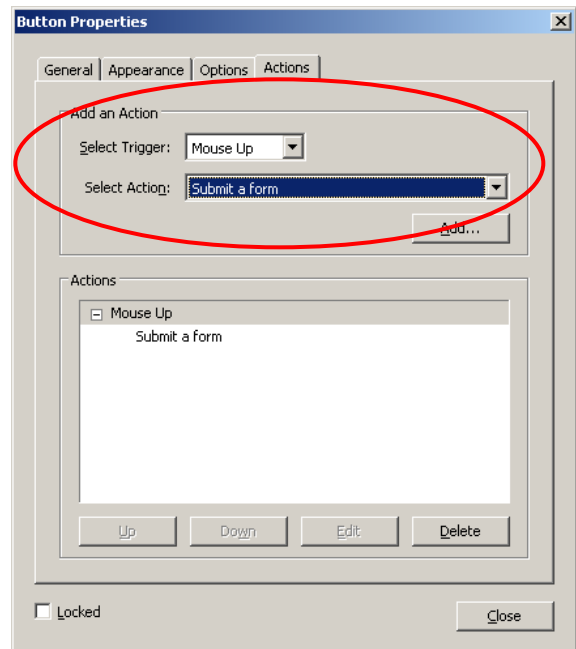 Button Properties
General Appearance Options Actions
Add an Action
Select Trigger: Mouse Up
Select Action: Submit a form
Add...
Actions
Mouse Up
Submit a form
Up Down Edit Delete
Locked
Close